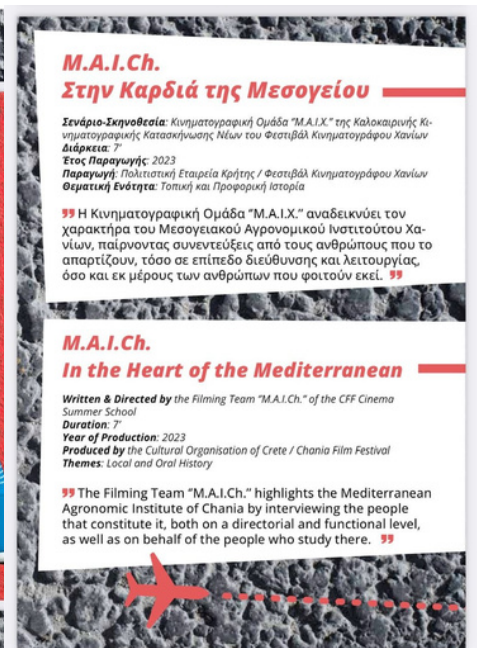 M.A.I.Ch.
Στην Καρδιά της Μεσογείου
Σενάριο-Σκηνοθεσία: Κινηματογραφική Ομάδα “Μ.Α.Ι.Χ.” της Καλοκαιρινής Κι-
νηματογραφικής Κατασκήνωσης Νέων του Φεστιβάλ Κινηματογράφου Χανίων
Διάρκεια: 7’
Έτος Παραγωγής: 2023
Παραγωγή: Πολιτιστική Εταιρεία Κρήτης / Φεστιβάλ Κινηματογράφου Χανίων
Θεματική Ενότητα: Τοπική και Προφορική Ιστορία
” Η Κινηματογραφική Ομάδα “Μ.Α.Ι.Χ.” αναδεικνύει τον
χαρακτήρα του Μεσογειακού Αγρονομικού Ινστιτούτου Χα-
νίων, παίρνοντας συνεντεύξεις από τους ανθρώπους που το
απαρτίζουν, τόσο σε επίπεδο διεύθυνσης και λειτουργίας,
όσο και εκ μέρους των ανθρώπων που φοιτούν εκεί. ”
M.A.I.Ch.
In the Heart of the Mediterranean
Written & Directed by the Filming Team “M.A.I.Ch.” of the CFF Cinema
Summer School
Duration: 7’
Year of Production: 2023
Produced by the Cultural Organisation of Crete / Chania Film Festival
Themes: Local and Oral History
” The Filming Team “M.A.I.Ch.” highlights the Mediterranean
Agronomic Institute of Chania by interviewing the people
that constitute it, both on a directorial and functional level,
as well as on behalf of the people who study there. ”